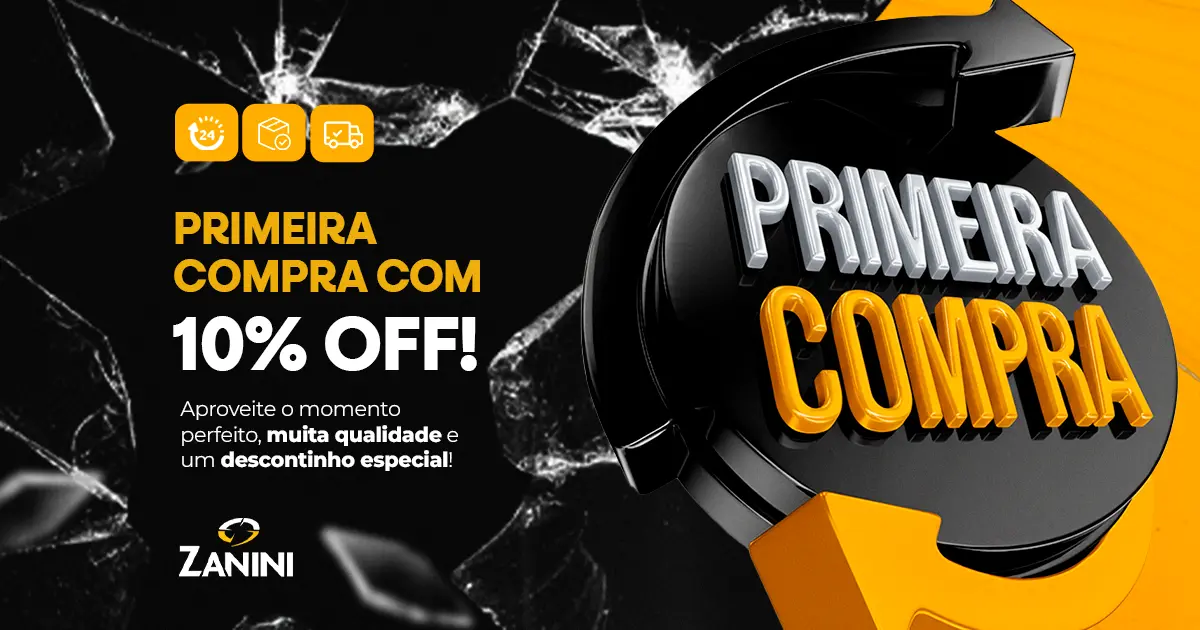 24
PRIMEIRA
COMPRA COM
10% OFF!
Aproveite o momento
perfeito, muita qualidade e
um descontinho especial!
ZANINI
PRIMEIRA
COMPRA